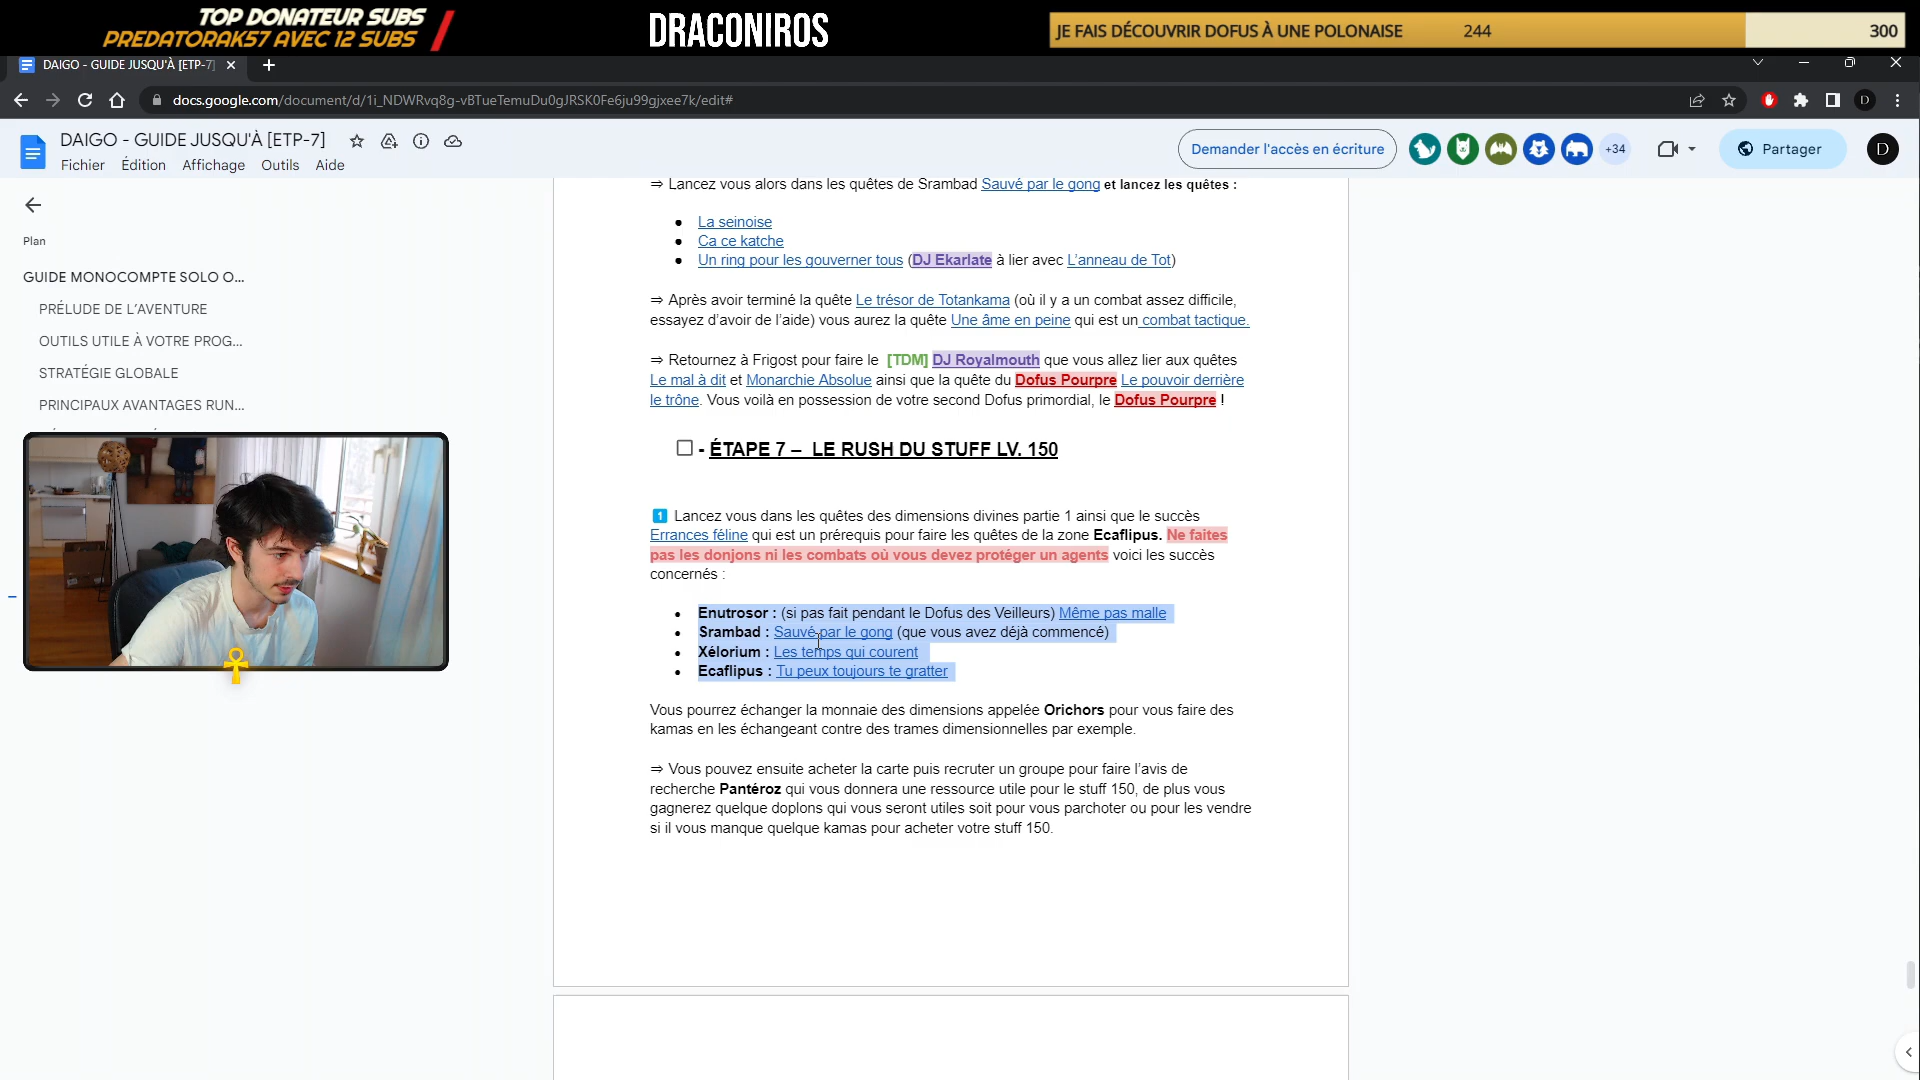 TOP DONATEUR SUBS
PREDATORAK57 AVEC 12 SUBS
DRACONIROS
JE FAIS DÉCOUVRIR DOFUS À UNE POLONAISE 244 300
DAIGO - GUIDE JUSQU'À [ETP-7]
docs.google.com/document/d/1i_NDWRvq8g-vBTueTemuDu0gJRSK0Fe6ju99gjxee7k/edit#
D
DAIGO - GUIDE JUSQU'À [ETP-7]
Fichier Édition Affichage Outils Aide
Demander l'accès en écriture
+34
Partager
D
Plan
GUIDE MONOCOMPTE SOLO O...
PRÉLUDE DE L'AVENTURE
OUTILS UTILE À VOTRE PROG...
STRATÉGIE GLOBALE
PRINCIPAUX AVANTAGES RUN...
⇒ Lancez vous alors dans les quêtes de Srambad Sauvé par le gong et lancez les quêtes :
● La seinoise
● Ca ce katche
● Un ring pour les gouverner tous (DJ Ekarlate à lier avec L'anneau de Tot)
⇒ Après avoir terminé la quête Le trésor de Totankama (où il y a un combat assez difficile,
essayez d'avoir de l'aide) vous aurez la quête Une âme en peine qui est un combat tactique.
⇒ Retournez à Frigost pour faire le [TDM] DJ Royalmouth que vous allez lier aux quêtes
Le mal à dit et Monarchie Absolue ainsi que la quête du Dofus Pourpre Le pouvoir derrière
le trône. Vous voilà en possession de votre second Dofus primordial, le Dofus Pourpre !
☐ - ÉTAPE 7 – LE RUSH DU STUFF LV. 150
1 Lancez vous dans les quêtes des dimensions divines partie 1 ainsi que le succès
Errances féline qui est un prérequis pour faire les quêtes de la zone Ecaflipus. Ne faites
pas les donjons ni les combats où vous devez protéger un agents voici les succès
concernés :
● Enutrosor : (si pas fait pendant le Dofus des Veilleurs) Même pas malle
● Srambad : Sauvé par le gong (que vous avez déjà commencé)
● Xélorium : Les temps qui courent
● Ecaflipus : Tu peux toujours te gratter
Vous pourrez échanger la monnaie des dimensions appelée Orichors pour vous faire des
kamas en les échangeant contre des trames dimensionnelles par exemple.
⇒ Vous pouvez ensuite acheter la carte puis recruter un groupe pour faire l'avis de
recherche Pantéroz qui vous donnera une ressource utile pour le stuff 150, de plus vous
gagnerez quelque doplons qui vous seront utiles soit pour vous parchoter ou pour les vendre
si il vous manque quelque kamas pour acheter votre stuff 150.